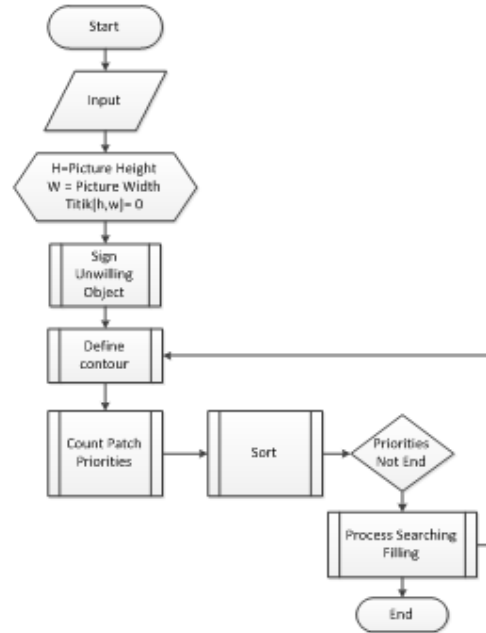 Start
Input
H=Picture Height
W = Picture Width
Titik[h,w]= 0
Sign
Unwilling
Object
Define
contour
Count Patch
Priorities
Sort
Priorities
Not End
Process Searching
Filling
End